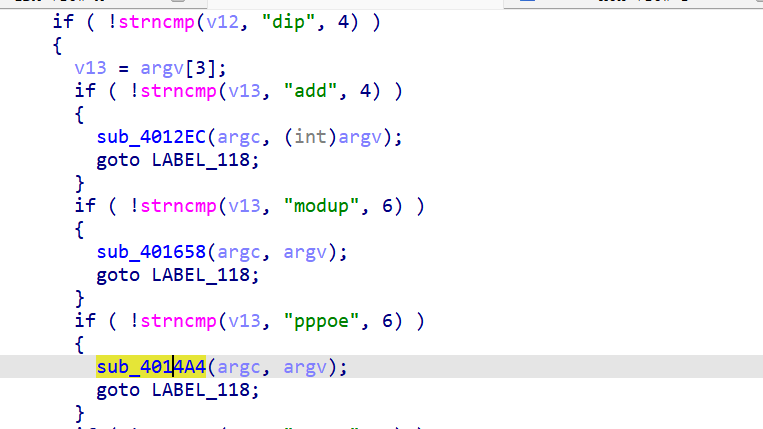 if ( !strncmp(v12, "dip", 4) )
{
v13 = argv[3];
if ( !strncmp(v13, "add", 4) )
{
sub_4012EC(argc, (int)argv);
goto LABEL_118;
}
if ( !strncmp(v13, "modup", 6) )
{
sub_401658(argc, argv);
goto LABEL_118;
}
if ( !strncmp(v13, "pppoe", 6) )
{
sub_4014A4(argc, argv);
goto LABEL_118;
}